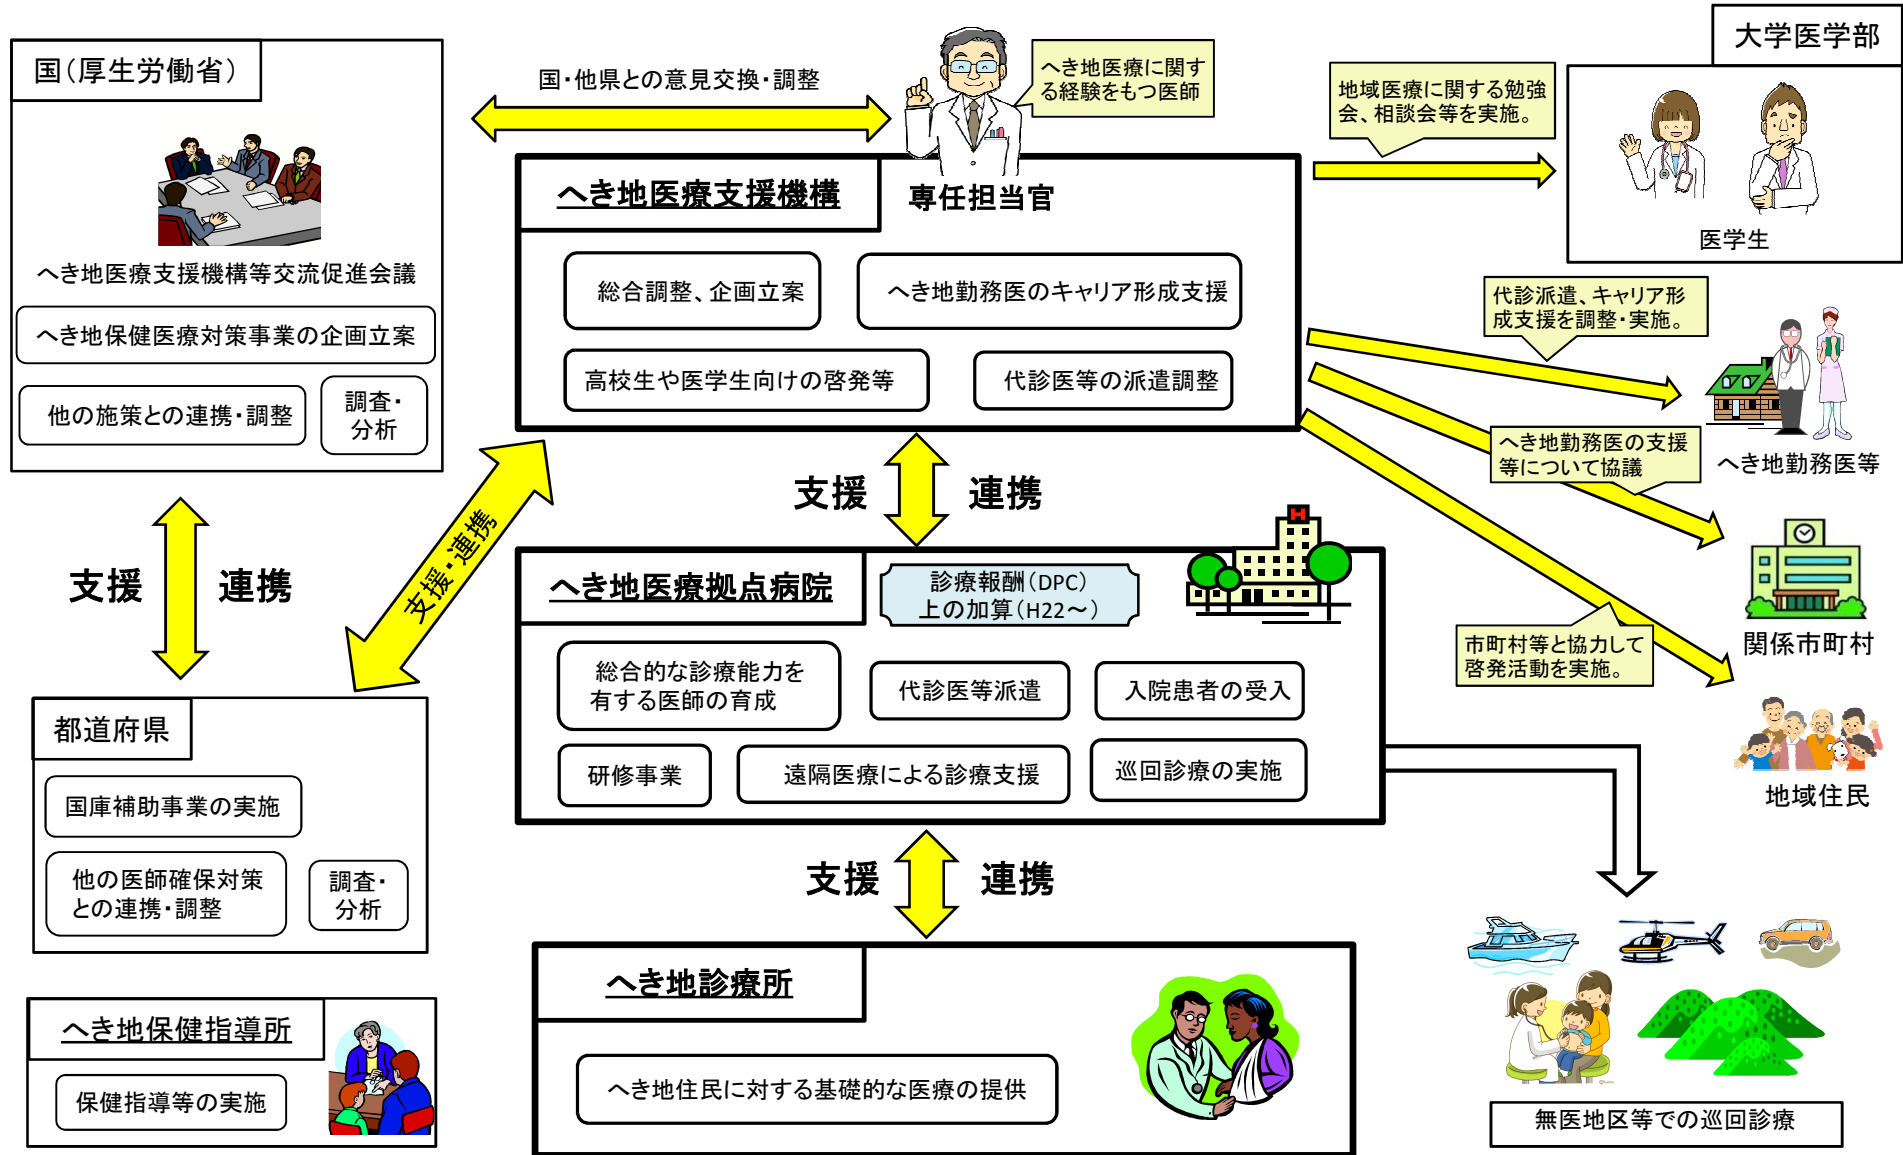 国（厚生労働省）
へき地医療支援機構等交流促進会議
へき地保健医療対策事業の企画立案
他の施策との連携・調整
調査・
分析
国・他県との意見交換・調整
へき地医療に関す
る経験をもつ医師
専任担当官
へき地医療支援機構
総合調整、企画立案
へき地勤務医のキャリア形成支援
高校生や医学生向けの啓発等
代診医等の派遣調整
地域医療に関する勉強
会、相談会等を実施。
大学医学部
医学生
代診派遣、キャリア形
成支援を調整・実施。
へき地勤務医等
へき地勤務医の支援
等について協議
関係市町村
市町村等と協力して
啓発活動を実施。
地域住民
支援
連携
支援・連携
支援
連携
都道府県
国庫補助事業の実施
他の医師確保対策
との連携・調整
調査・
分析
へき地医療拠点病院
診療報酬（DPC）
上の加算（H22～）
総合的な診療能力を
有する医師の育成
代診医等派遣
入院患者の受入
研修事業
遠隔医療による診療支援
巡回診療の実施
支援
連携
へき地保健指導所
保健指導等の実施
へき地診療所
へき地住民に対する基礎的な医療の提供
無医地区等での巡回診療